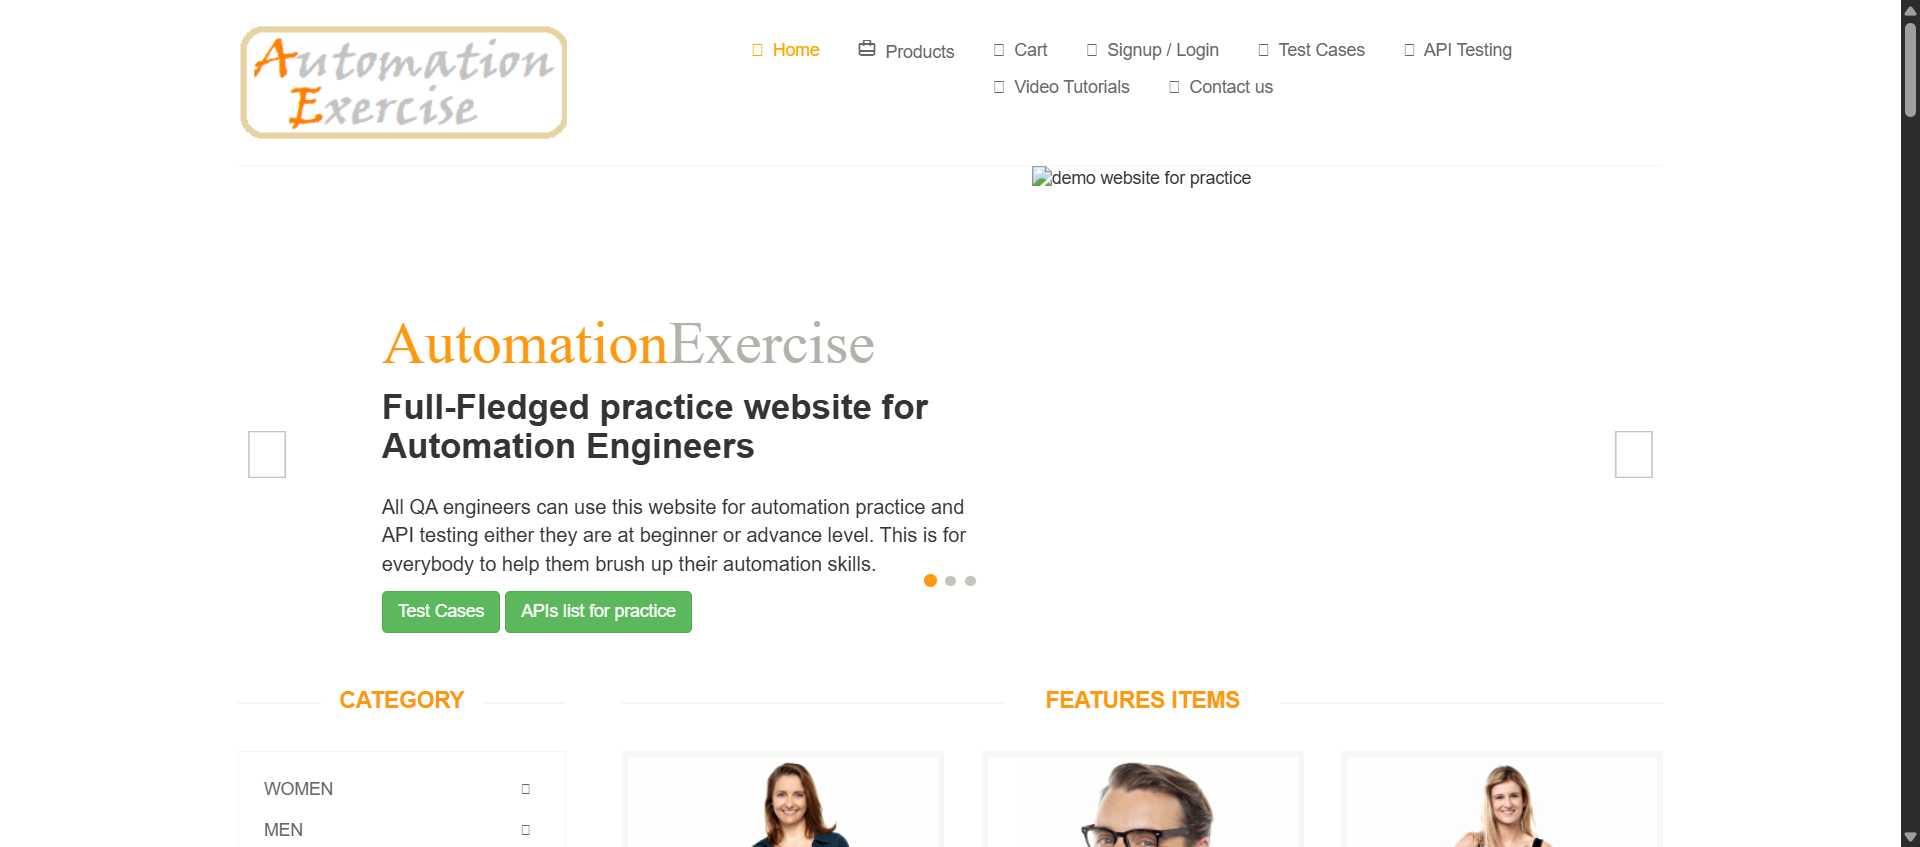 Automation
Exercise
Home Products Cart Signup / Login Test Cases API Testing
Video Tutorials Contact us
demo website for practice
AutomationExercise
Full-Fledged practice website for
Automation Engineers
All QA engineers can use this website for automation practice and
API testing either they are at beginner or advance level. This is for
everybody to help them brush up their automation skills.
Test Cases APIs list for practice
CATEGORY
FEATURES ITEMS
WOMEN
MEN